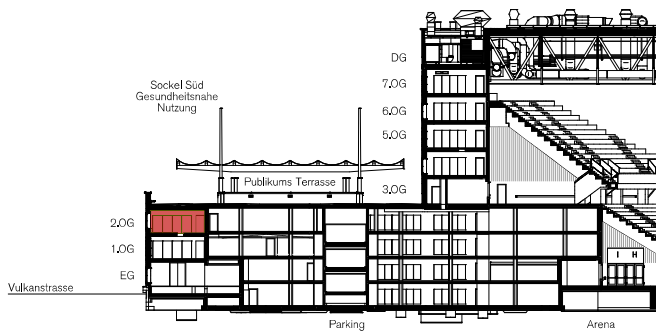 DG
Sockel Süd
Gesundheitsnahe
Nutzung
7.OG
6.OG
5.OG
Publikums Terrasse
3.OG
2.OG
1.OG
I H
EG
Vulkanstrasse
Parking
Arena